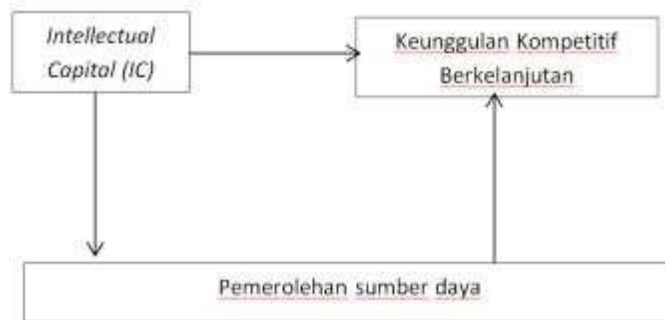 Intellectual
Capital (IC)
Keunggulan Kompetitif
Berkelanjutan
Pemerolehan sumber daya